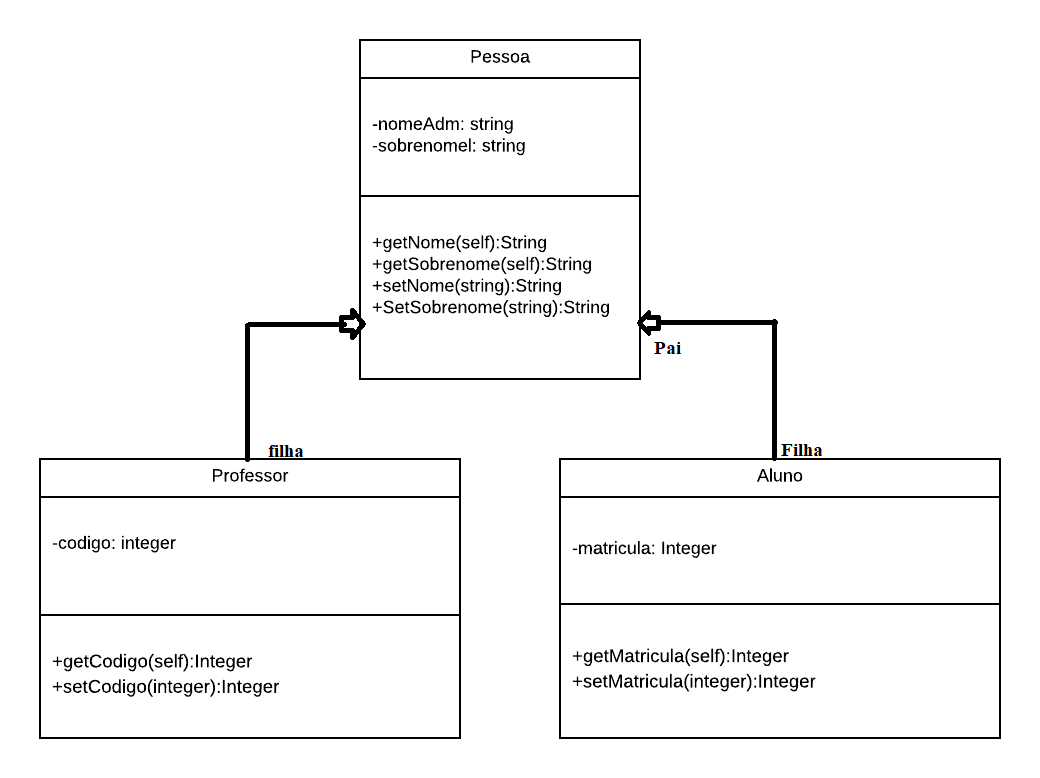 Pessoa
-nomeAdm: string
-sobrenomel: string
+getNome(self):String
+getSobrenome(self):String
+setNome(string):String
+SetSobrenome(string):String
Pai
filha
Filha
Professor
-codigo: integer
+getCodigo(self):Integer
+setCodigo(integer):Integer
Aluno
-matricula: Integer
+getMatricula(self):Integer
+setMatricula(integer):Integer